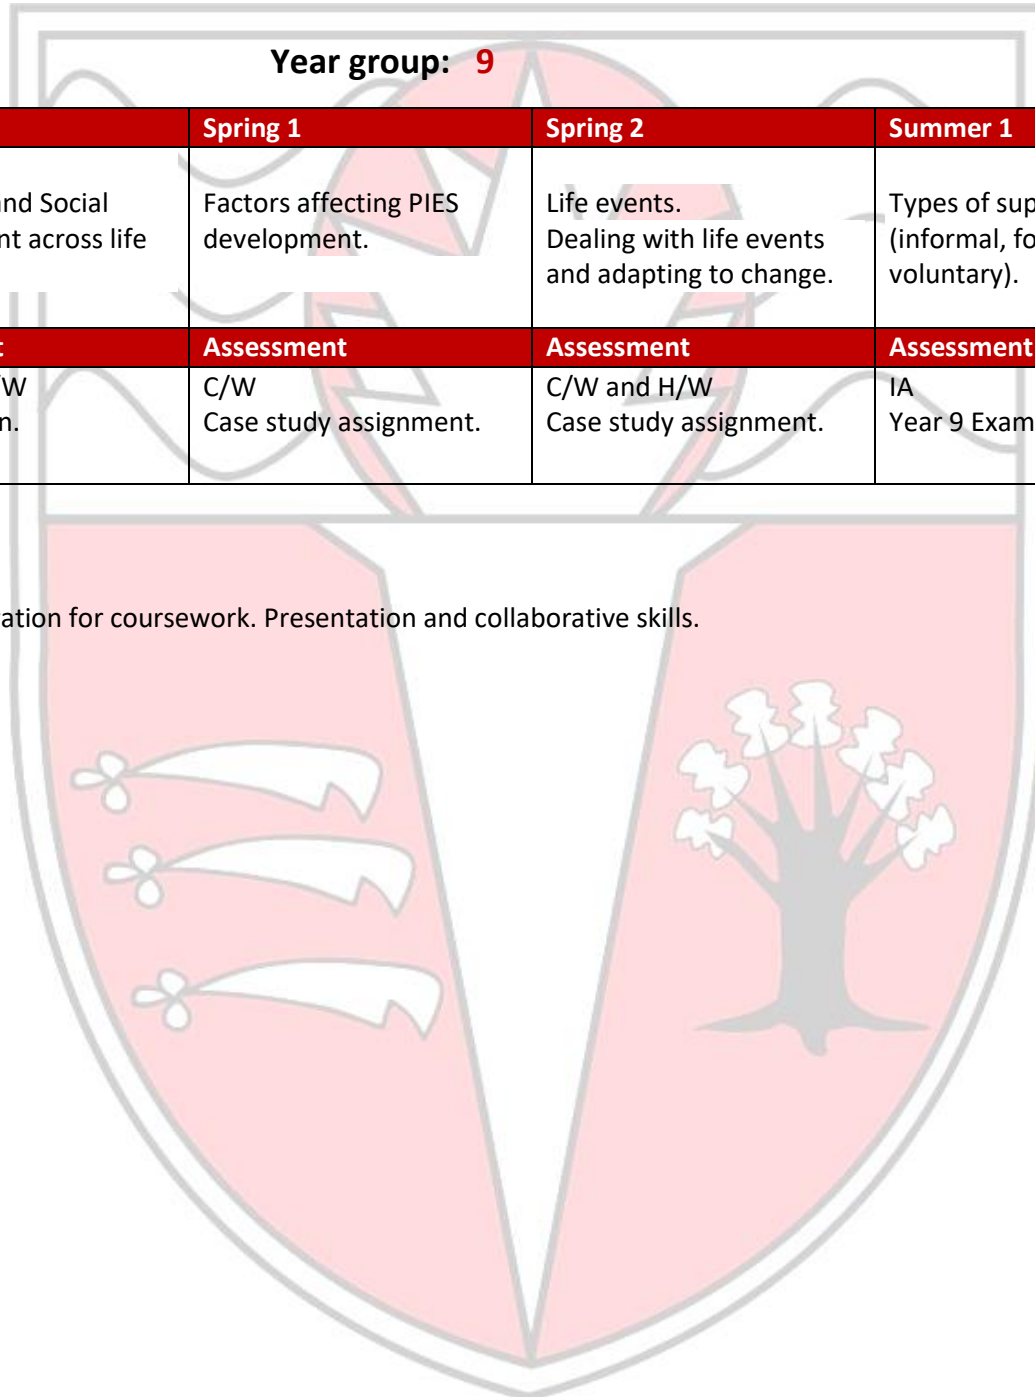 Year group: 9
Spring 1 Spring 2 Summer 1
and Social Factors affecting PIES Life events. Types of sup
nt across life development. Dealing with life events (informal, fo
and adapting to change. voluntary).
t Assessment Assessment Assessment
/W C/W C/W and H/W IA
n. Case study assignment. Case study assignment. Year 9 Exam
ation for coursework. Presentation and collaborative skills.